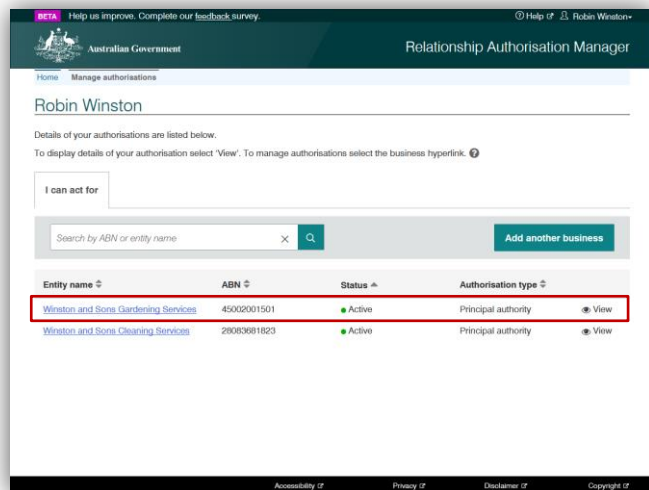 BETA Help us improve. Complete our feedback survey. Help Robin Winston
Australian Government Relationship Authorisation Manager
Home Manage authorisations
Robin Winston
Details of your authorisations are listed below.
To display details of your authorisation select 'View'. To manage authorisations select the business hyperlink. ?
I can act for
Search by ABN or entity name Add another business
Entity name ABN Status Authorisation type
Winston and Sons Gardening Services 45002001501 Active Principal authority View
Winston and Sons Cleaning Services 28083681823 Active Principal authority View
Accessibility Privacy Disclaimer Copyright